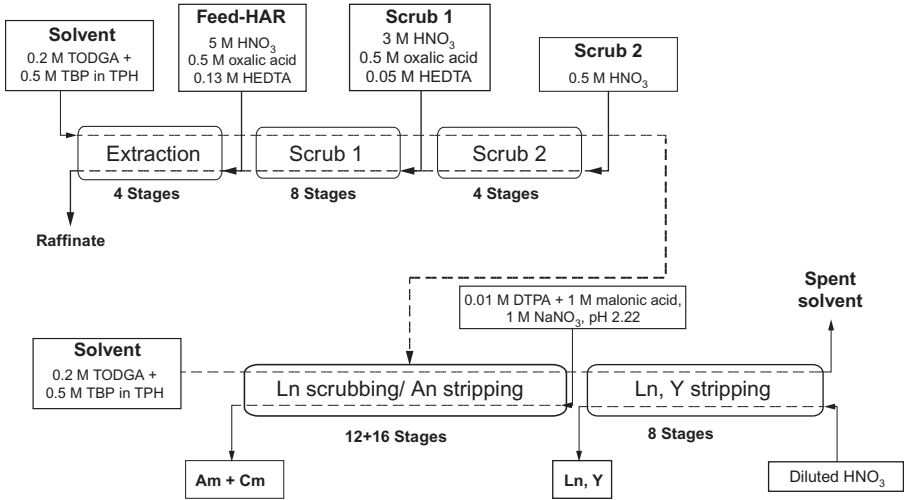 Solvent
0.2 M TODGA +
0.5 M TBP in TPH
Feed-HAR
5 M HNO₃
0.5 M oxalic acid
0.13 M HEDTA
Scrub 1
3 M HNO₃
0.5 M oxalic acid
0.05 M HEDTA
Scrub 2
0.5 M HNO₃
Extraction
Scrub 1
Scrub 2
4 Stages
8 Stages
4 Stages
Raffinate
0.01 M DTPA + 1 M malonic acid,
1 M NaNO₃, pH 2.22
Spent
solvent
Solvent
0.2 M TODGA +
0.5 M TBP in TPH
Ln scrubbing/ An stripping
Ln, Y stripping
12+16 Stages
8 Stages
Am + Cm
Ln, Y
Diluted HNO₃